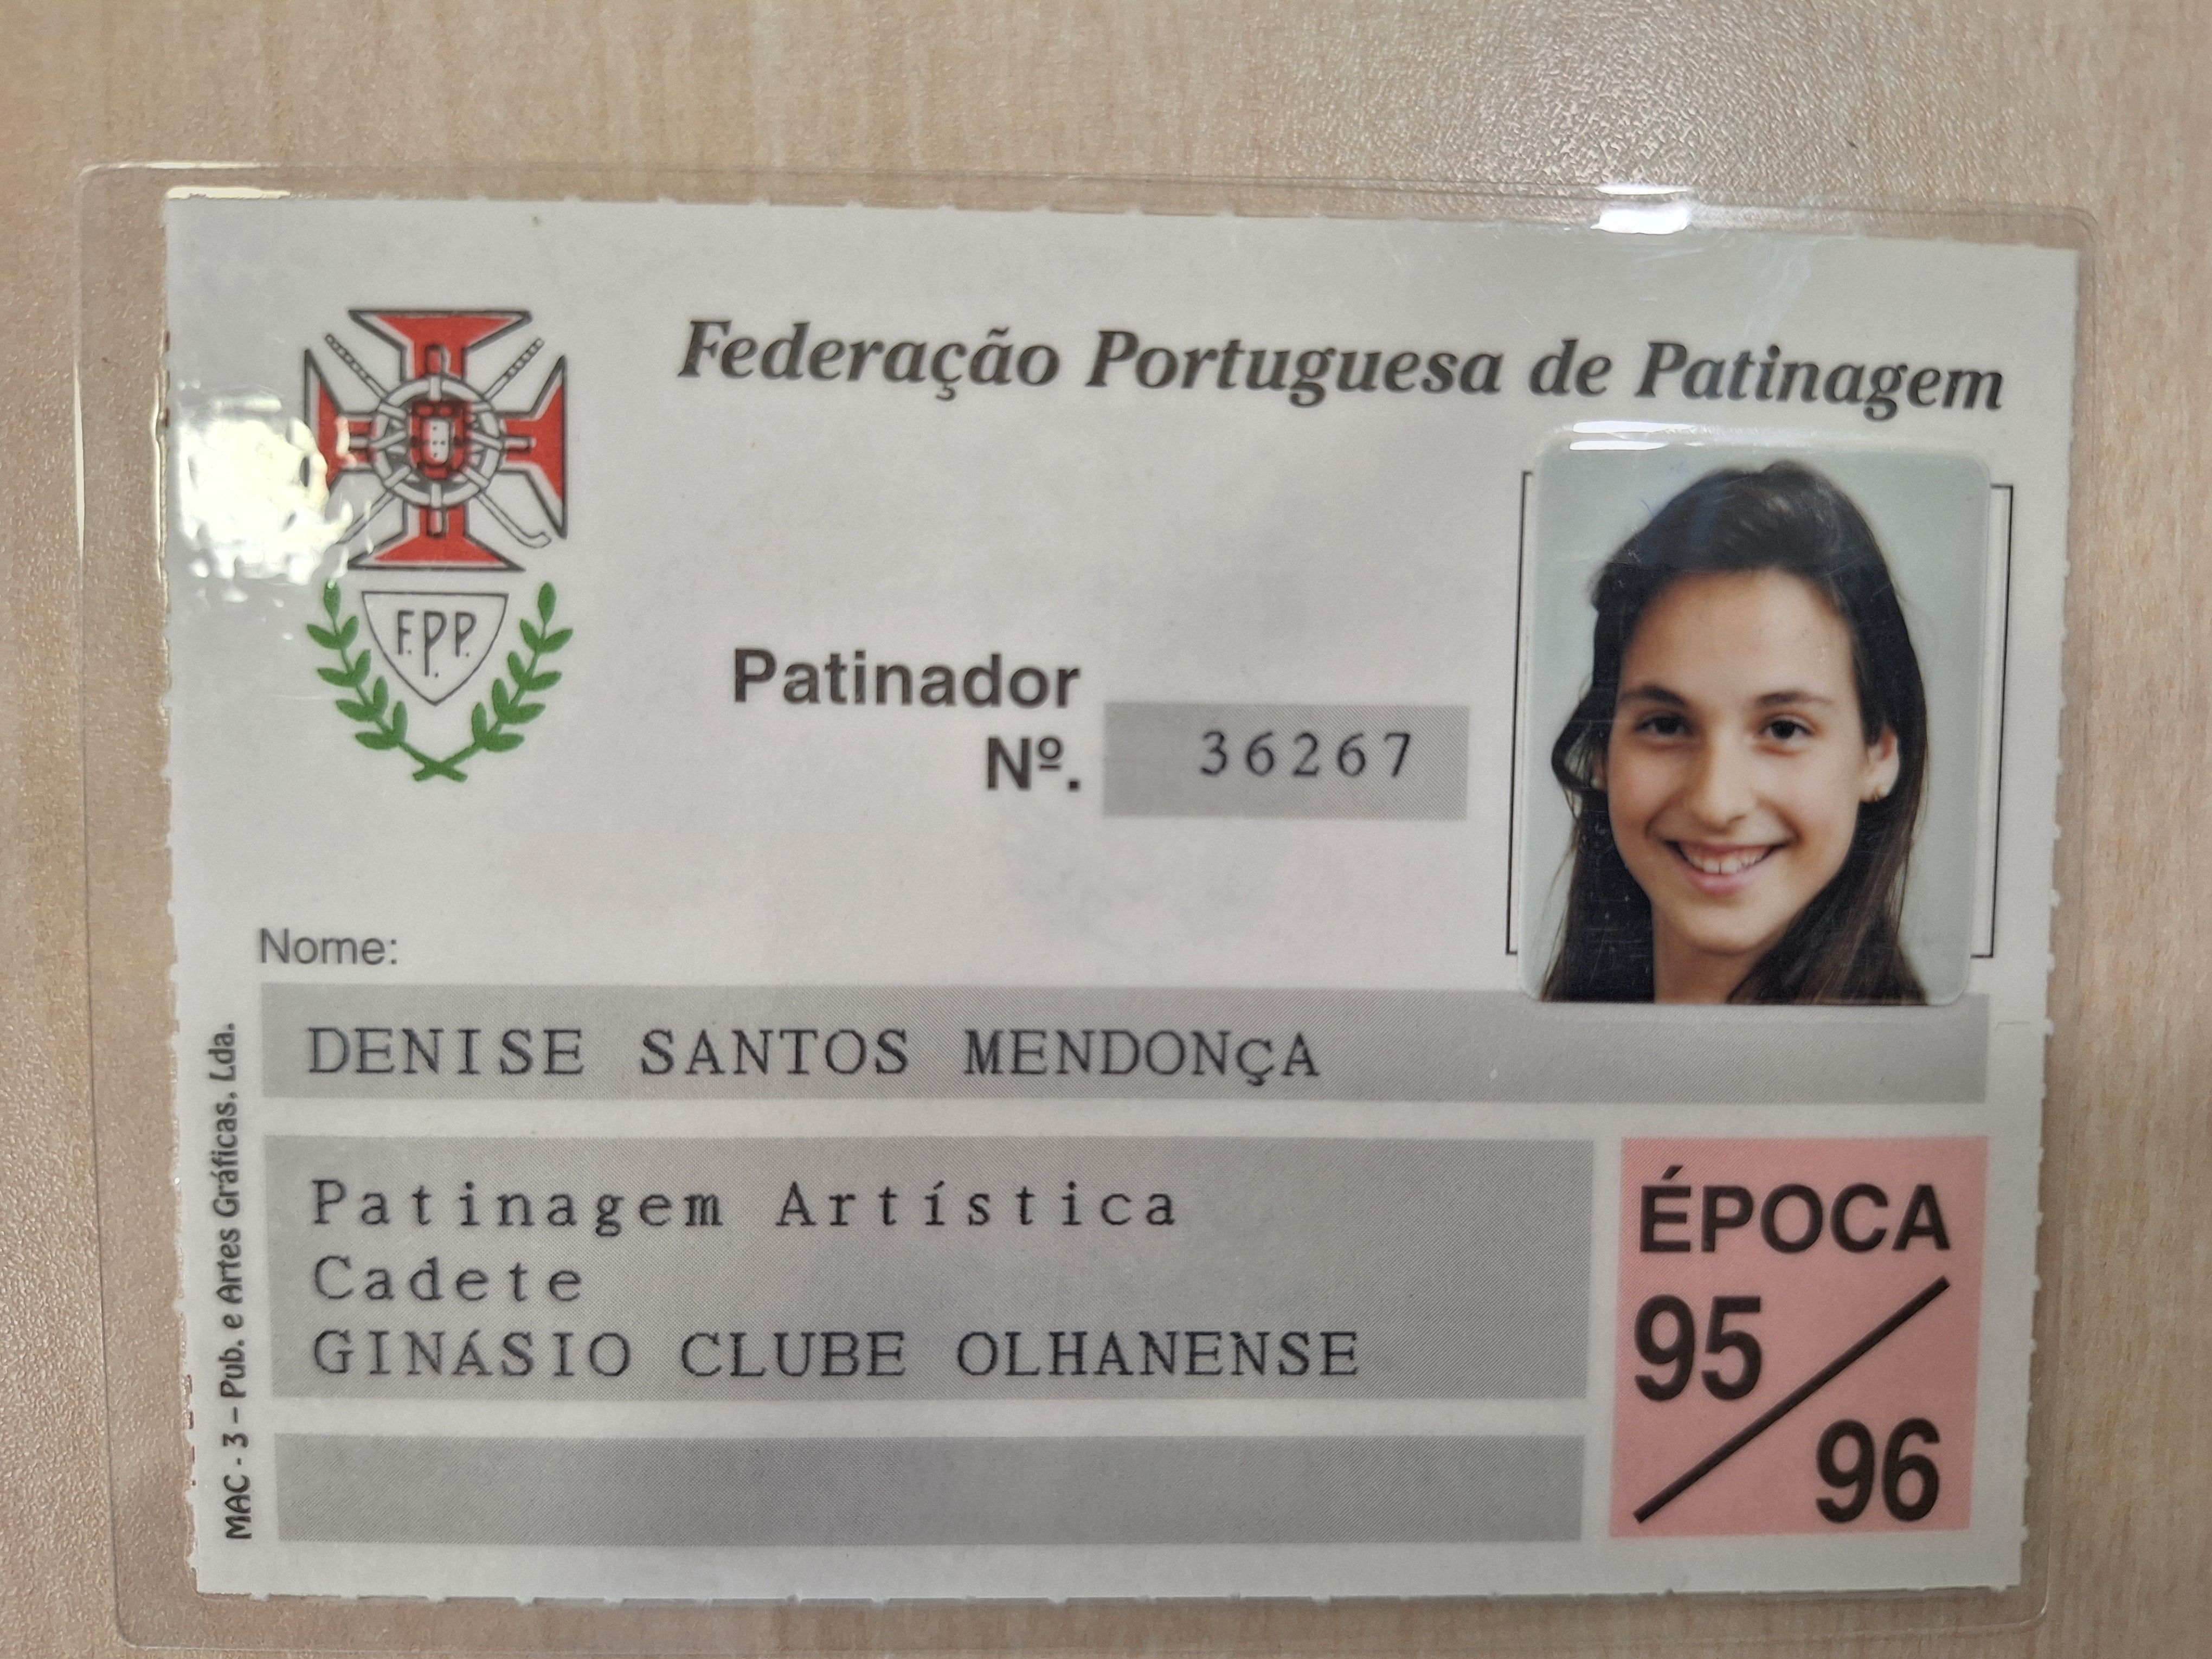 Federação Portuguesa de Patinagem
F.P.P.
Patinador
Nº. 36267
Nome:
DENISE SANTOS MENDONçA
Patinagem Artística
Cadete
GINÁSIO CLUBE OLHANENSE
ÉPOCA
95/96
MAC - 3 – Pub. e Artes Gráficas, Lda.